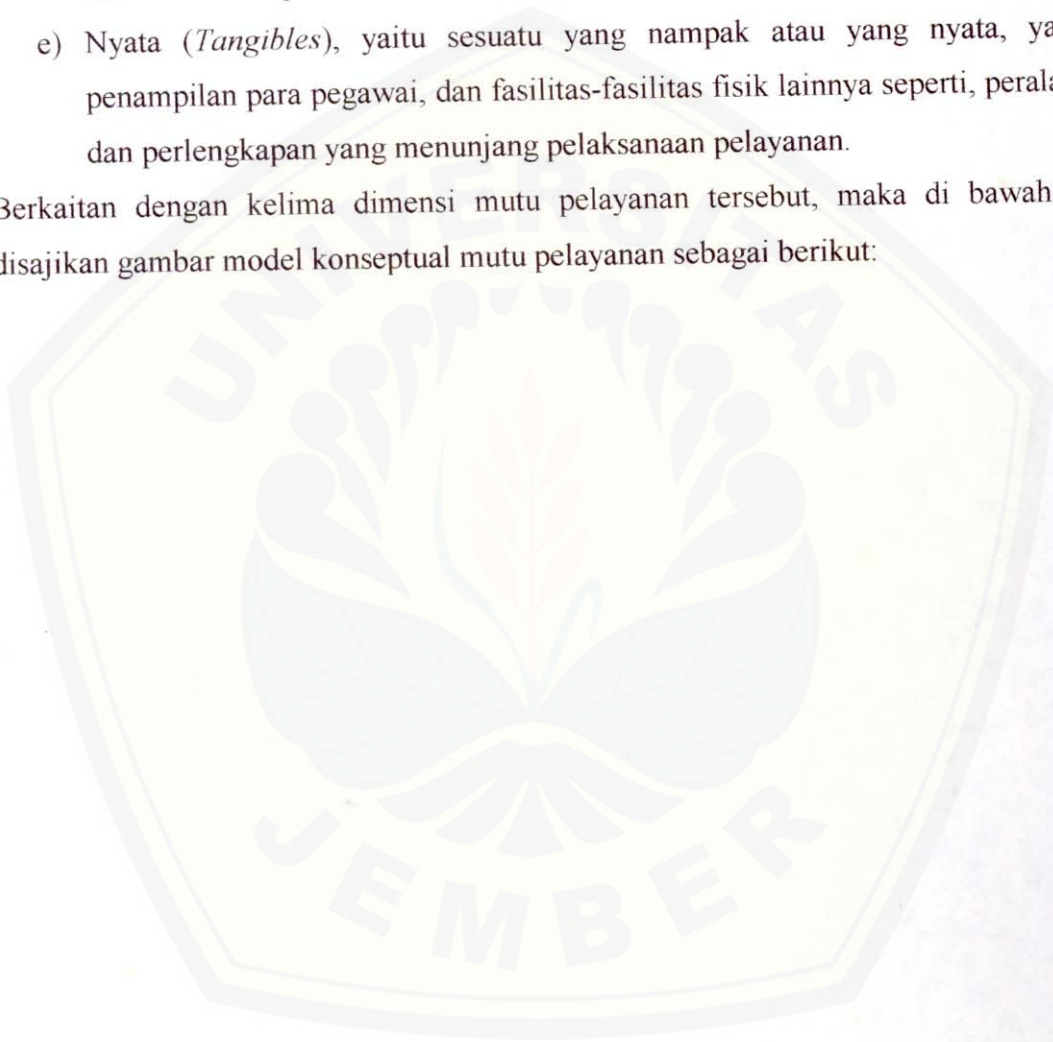 e) Nyata (Tangibles), yaitu sesuatu yang nampak atau yang nyata, ya
penampilan para pegawai, dan fasilitas-fasilitas fisik lainnya seperti, perala
dan perlengkapan yang menunjang pelaksanaan pelayanan.
Berkaitan dengan kelima dimensi mutu pelayanan tersebut, maka di bawah
disajikan gambar model konseptual mutu pelayanan sebagai berikut:
UNIVERSITAS
JEMBER